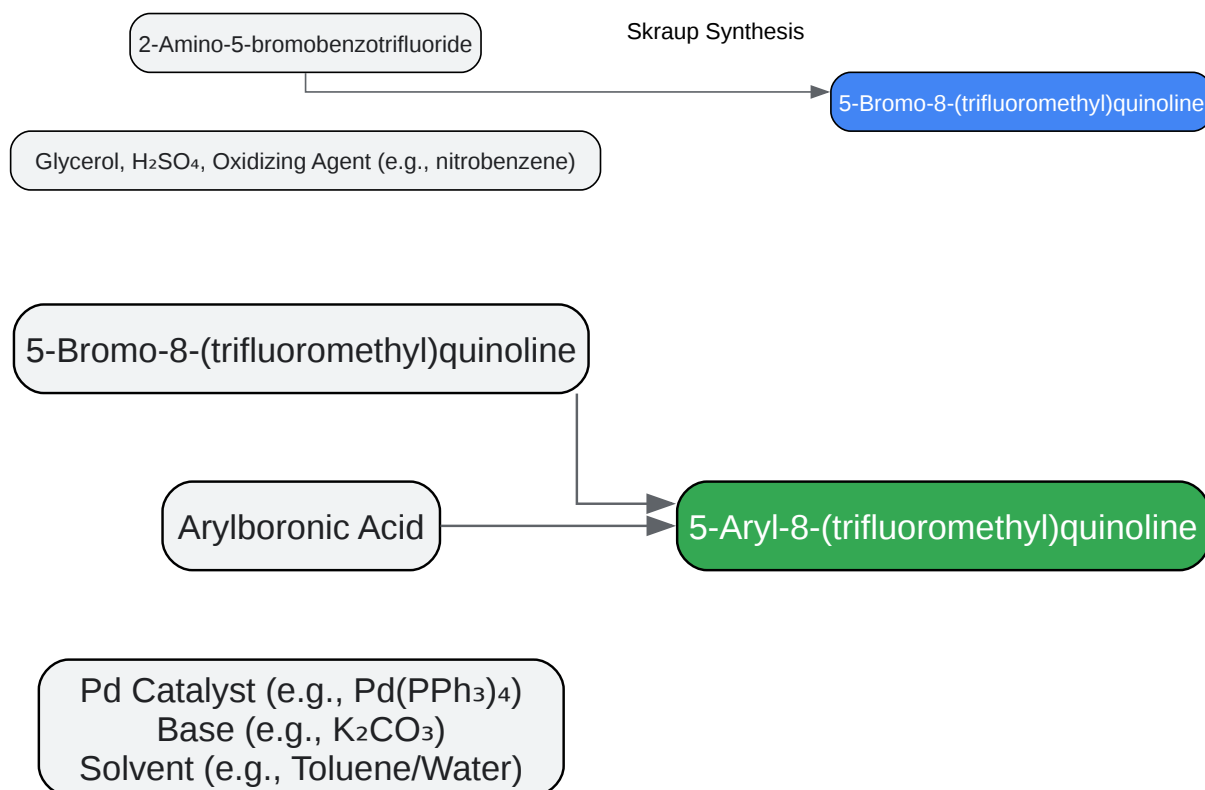 2-Amino-5-bromobenzotrifluoride
Skraup Synthesis
5-Bromo-8-(trifluoromethyl)quinoline
Glycerol, H₂SO₄, Oxidizing Agent (e.g., nitrobenzene)
5-Bromo-8-(trifluoromethyl)quinoline
Arylboronic Acid
5-Aryl-8-(trifluoromethyl)quinoline
Pd Catalyst (e.g., Pd(PPh₃)₄)
Base (e.g., K₂CO₃)
Solvent (e.g., Toluene/Water)